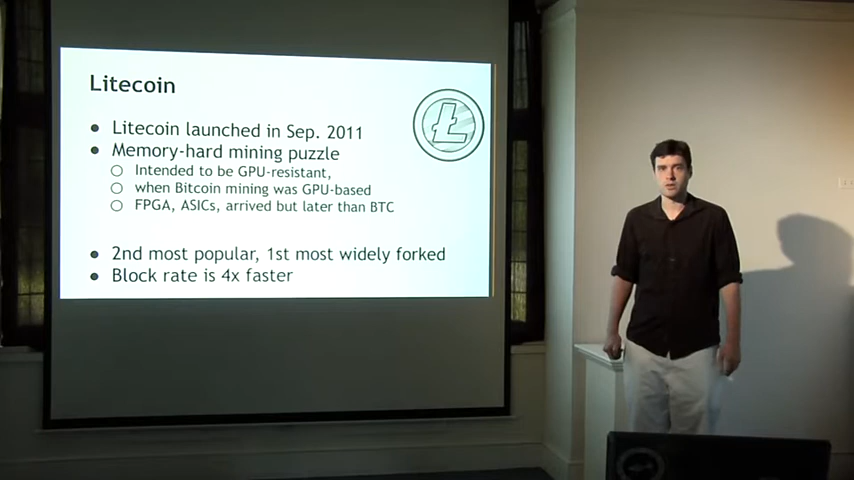 Litecoin
● Litecoin launched in Sep. 2011
● Memory-hard mining puzzle
○ Intended to be GPU-resistant,
○ when Bitcoin mining was GPU-based
○ FPGA, ASICs, arrived but later than BTC
● 2nd most popular, 1st most widely forked
● Block rate is 4x faster